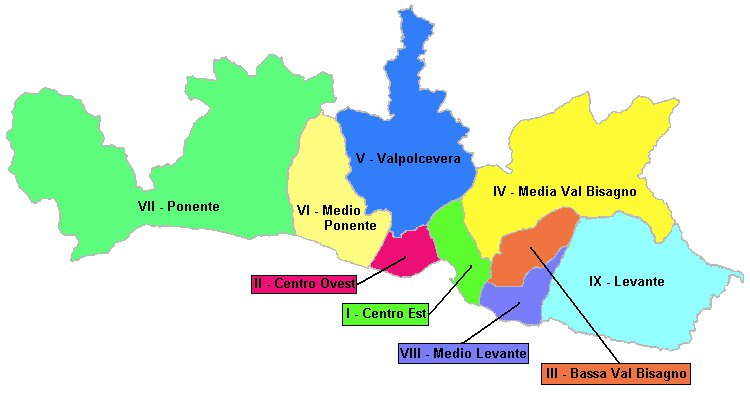 V - Valpolcevera
IV - Media Val Bisagno
VII - Ponente
VI - Medio
Ponente
IX - Levante
II - Centro Ovest
I - Centro Est
VIII - Medio Levante
III - Bassa Val Bisagno